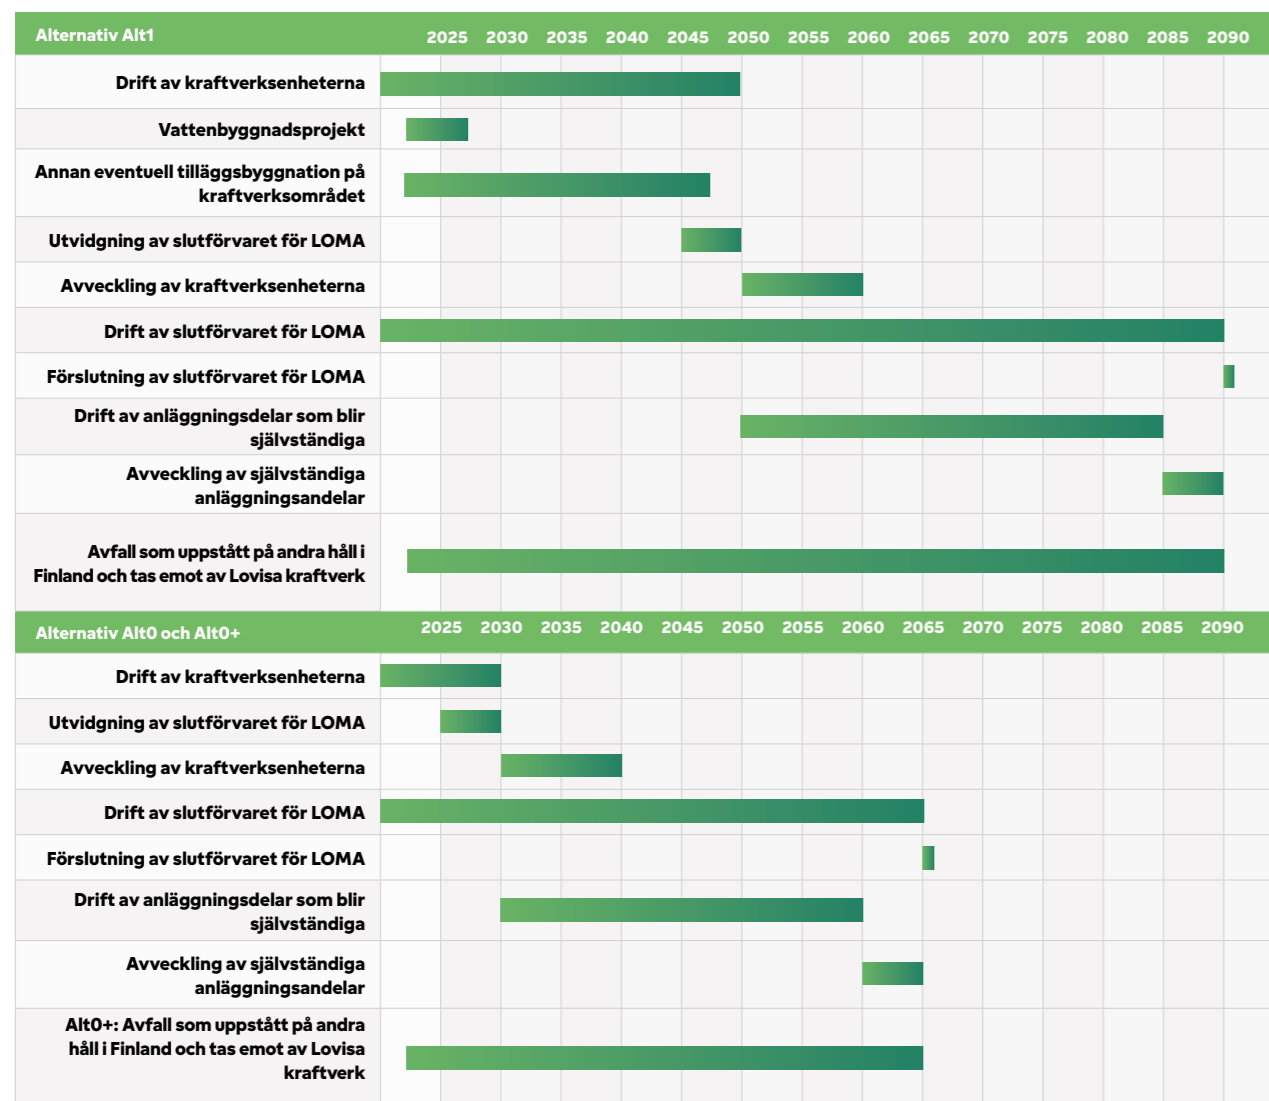 Alternativ Alt1 2025 2030 2035 2040 2045 2050 2055 2060 2065 2070 2075 2080 2085 2090
Drift av kraftverksenheterna
Vattenbyggnadsprojekt
Annan eventuell tilläggsbyggnation på
kraftverksområdet
Utvidgning av slutförvaret för LOMA
Avveckling av kraftverksenheterna
Drift av slutförvaret för LOMA
Förslutning av slutförvaret för LOMA
Drift av anläggningsdelar som blir
självständiga
Avveckling av självständiga
anläggningsandelar
Avfall som uppstått på andra håll i
Finland och tas emot av Lovisa kraftverk
Alternativ Alt0 och Alt0+ 2025 2030 2035 2040 2045 2050 2055 2060 2065 2070 2075 2080 2085 2090
Drift av kraftverksenheterna
Utvidgning av slutförvaret för LOMA
Avveckling av kraftverksenheterna
Drift av slutförvaret för LOMA
Förslutning av slutförvaret för LOMA
Drift av anläggningsdelar som blir
självständiga
Avveckling av självständiga
anläggningsandelar
Alt0+: Avfall som uppstått på andra
håll i Finland och tas emot av Lovisa
kraftverk